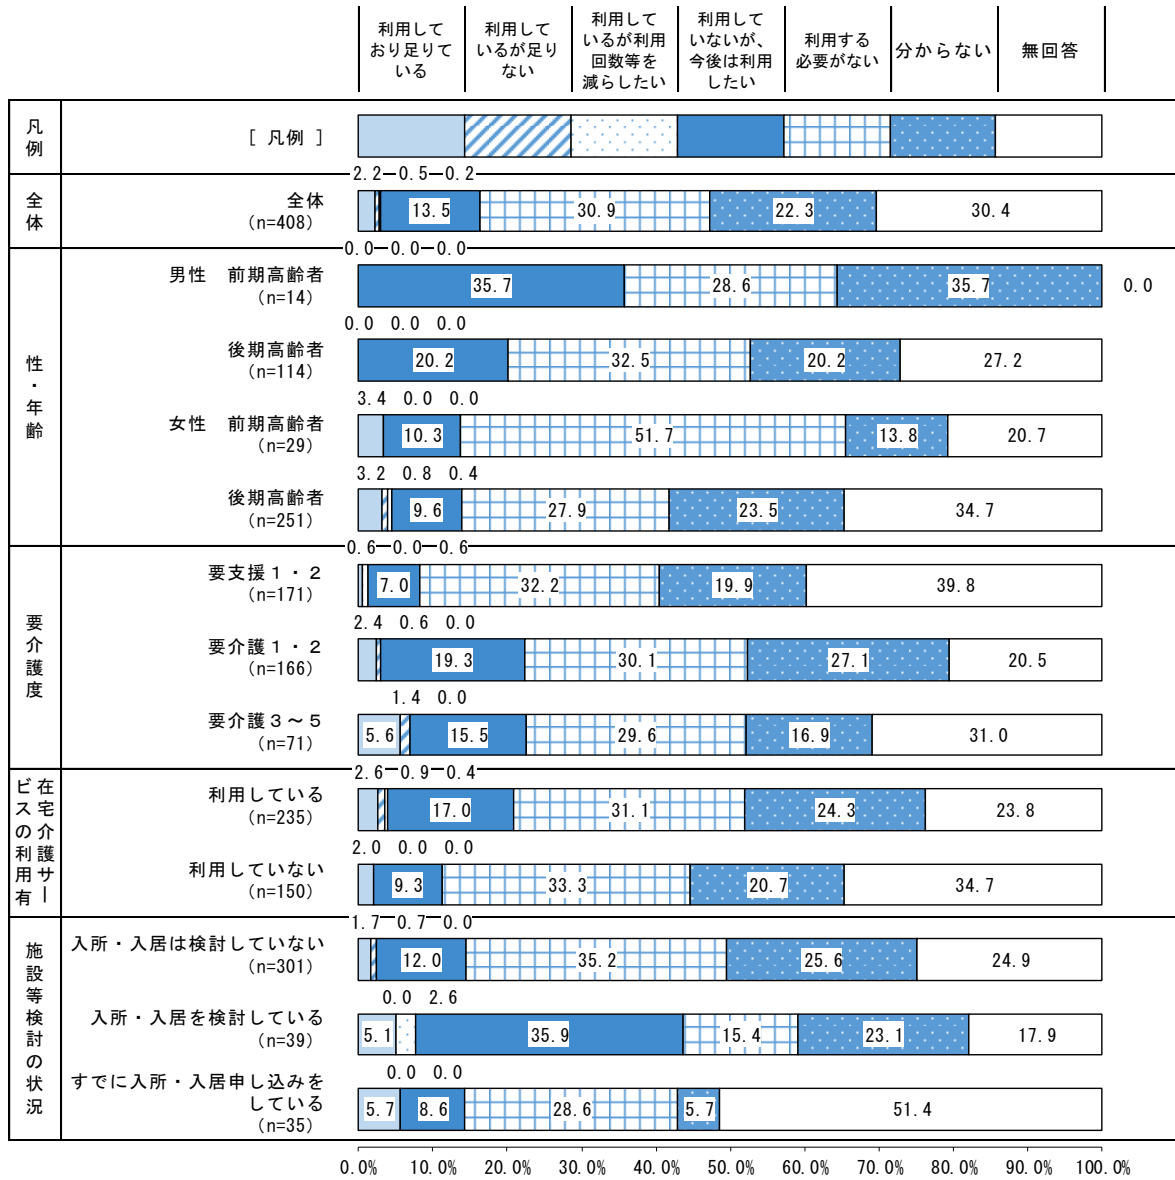 利用して
おり足りて
いる
利用して
いるが足り
ない
利用して
いるが利用
回数等を
減らしたい
利用して
いないが、
今後は利用
したい
利用する
必要がない
分からない
無回答
凡例
[ 凡例 ]
全体
2.2 0.5 0.2
全体
(n=408)
13.5 30.9 22.3 30.4
性・年齢
0.0 0.0 0.0
男性 前期高齢者
(n=14)
35.7 28.6 35.7 0.0
0.0 0.0 0.0
後期高齢者
(n=114)
20.2 32.5 20.2 27.2
3.4 0.0 0.0
女性 前期高齢者
(n=29)
10.3 51.7 13.8 20.7
3.2 0.8 0.4
後期高齢者
(n=251)
9.6 27.9 23.5 34.7
要介護度
0.6 0.0 0.6
要支援1・2
(n=171)
7.0 32.2 19.9 39.8
2.4 0.6 0.0
要介護1・2
(n=166)
19.3 30.1 27.1 20.5
1.4 0.0
要介護3～5
(n=71)
5.6 15.5 29.6 16.9 31.0
在宅介護サー
ビスの利用有
2.6 0.9 0.4
利用している
(n=235)
17.0 31.1 24.3 23.8
2.0 0.0 0.0
利用していない
(n=150)
9.3 33.3 20.7 34.7
施設等検討の状況
1.7 0.7 0.0
入所・入居は検討していない
(n=301)
12.0 35.2 25.6 24.9
0.0 2.6
入所・入居を検討している
(n=39)
5.1 35.9 15.4 23.1 17.9
0.0 0.0
すでに入所・入居申し込みを
している
(n=35)
5.7 8.6 28.6 5.7 51.4
0.0% 10.0% 20.0% 30.0% 40.0% 50.0% 60.0% 70.0% 80.0% 90.0% 100.0%